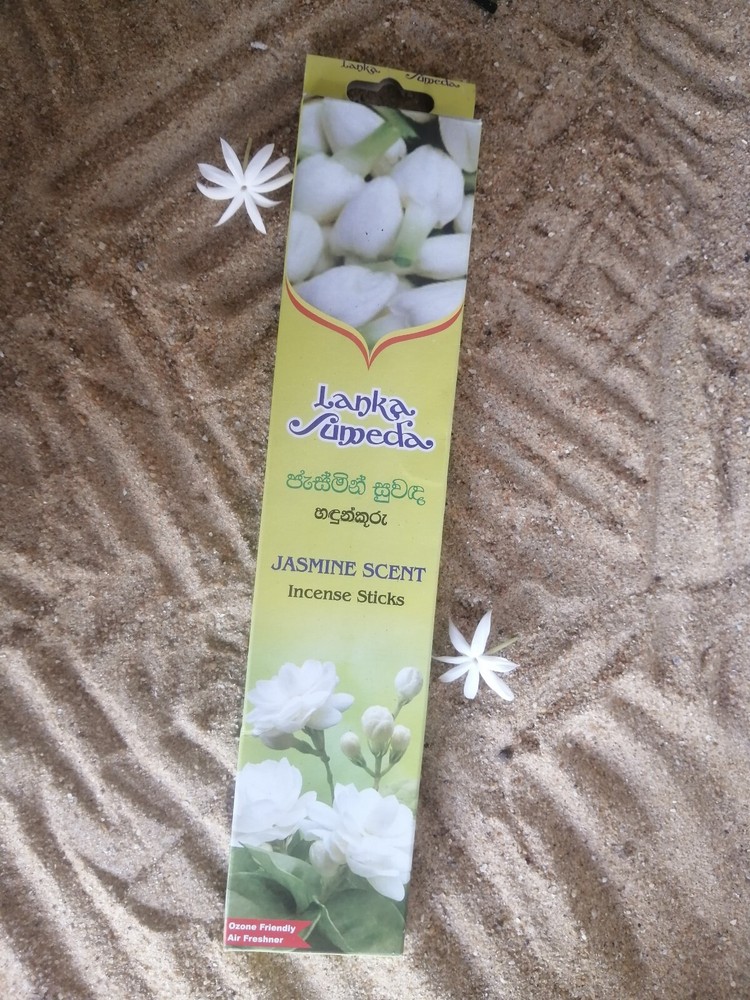 Lanka Sumeda
Lanka
Sumeda
ජැස්මින් සුවඳ
හඳුන්කූරු
JASMINE SCENT
Incense Sticks
Ozone Friendly
Air Freshner